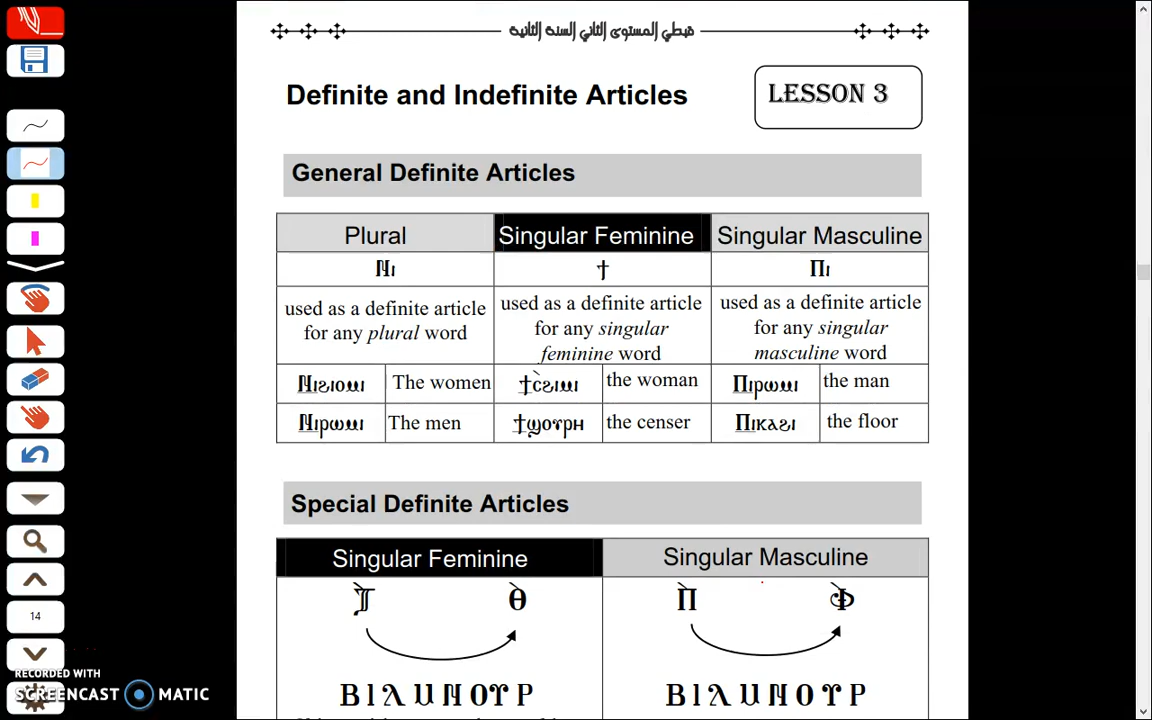 قبطي المستوى الثاني السنة الثانية
Definite and Indefinite Articles
LESSON 3
General Definite Articles
Plural Singular Feminine Singular Masculine
Ⲛⲓ ϯ Ⲡⲓ
used as a definite article for any plural word
used as a definite article for any singular feminine word
used as a definite article for any singular masculine word
Ⲛⲓϩⲓⲟⲙⲓ The women ϯⲥ̀ϩⲓⲙⲓ the woman Ⲡⲓⲣⲱⲙⲓ the man
Ⲛⲓⲣⲱⲙⲓ The men ϯϣⲟⲩⲣⲏ the censer Ⲡⲓⲕⲁϩⲓ the floor
Special Definite Articles
Singular Feminine Singular Masculine
Ⲧ̀ Ⲑ̀ Ⲡ̀ Ⲫ̀
Ⲃ Ⲓ Ⲗ Ⲙ Ⲛ ⲞⲨ Ⲣ Ⲃ Ⲓ Ⲗ Ⲙ Ⲛ Ⲟ Ⲩ Ⲣ
14
RECORDED WITH
SCREENCAST MATIC